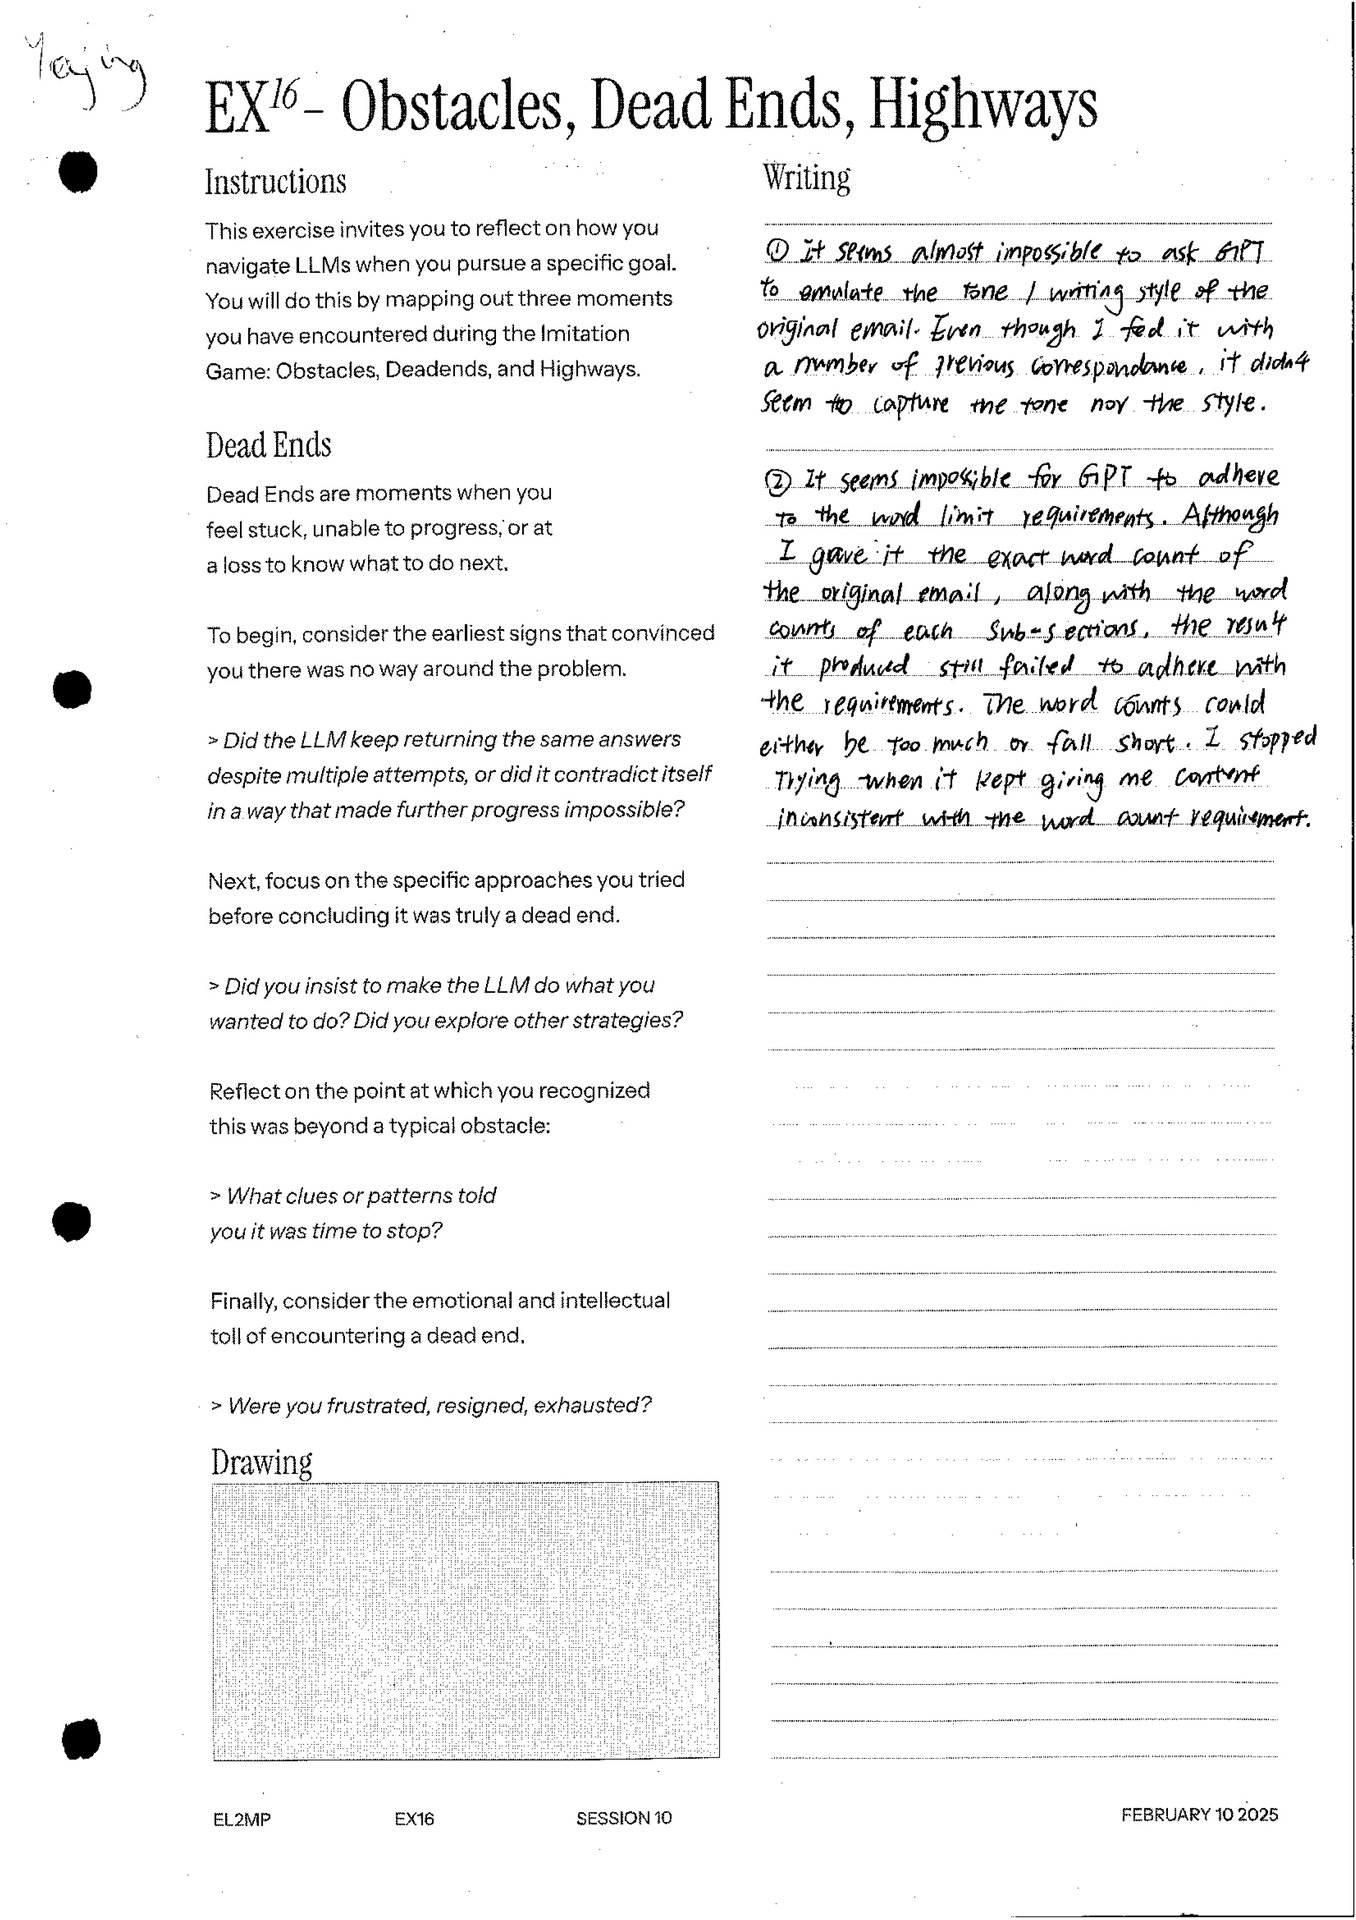 Yajing
EX16 – Obstacles, Dead Ends, Highways
Instructions
This exercise invites you to reflect on how you
navigate LLMs when you pursue a specific goal.
You will do this by mapping out three moments
you have encountered during the Imitation
Game: Obstacles, Deadends, and Highways.
Dead Ends
Dead Ends are moments when you
feel stuck, unable to progress, or at
a loss to know what to do next.
To begin, consider the earliest signs that convinced
you there was no way around the problem.
> Did the LLM keep returning the same answers
despite multiple attempts, or did it contradict itself
in a way that made further progress impossible?
Next, focus on the specific approaches you tried
before concluding it was truly a dead end.
> Did you insist to make the LLM do what you
wanted to do? Did you explore other strategies?
Reflect on the point at which you recognized
this was beyond a typical obstacle:
> What clues or patterns told
you it was time to stop?
Finally, consider the emotional and intellectual
toll of encountering a dead end.
> Were you frustrated, resigned, exhausted?
Drawing
Writing
① It seems almost impossible to ask GPT
to emulate the tone / writing style of the
original email. Even though I fed it with
a number of previous correspondance, it didn't
seem to capture the tone nor the style.
② It seems impossible for GPT to adhere
to the word limit requirements. Although
I gave it the exact word count of
the original email, along with the word
counts of each sub-sections, the result
it produced still failed to adhere with
the requirements. The word counts could
either be too much or fall short. I stopped
Trying when it kept giving me content
inconsistent with the word count requirement.
EL2MP
EX16
SESSION 10
FEBRUARY 10 2025